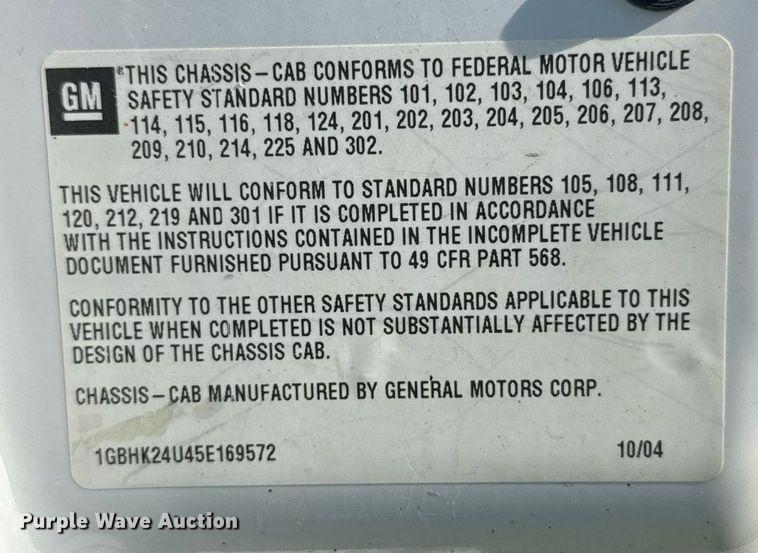 GM
®THIS CHASSIS-CAB CONFORMS TO FEDERAL MOTOR VEHICLE
SAFETY STANDARD NUMBERS 101, 102, 103, 104, 106, 113,
114, 115, 116, 118, 124, 201, 202, 203, 204, 205, 206, 207, 208,
209, 210, 214, 225 AND 302.
THIS VEHICLE WILL CONFORM TO STANDARD NUMBERS 105, 108, 111,
120, 212, 219 AND 301 IF IT IS COMPLETED IN ACCORDANCE
WITH THE INSTRUCTIONS CONTAINED IN THE INCOMPLETE VEHICLE
DOCUMENT FURNISHED PURSUANT TO 49 CFR PART 568.
CONFORMITY TO THE OTHER SAFETY STANDARDS APPLICABLE TO THIS
VEHICLE WHEN COMPLETED IS NOT SUBSTANTIALLY AFFECTED BY THE
DESIGN OF THE CHASSIS CAB.
CHASSIS-CAB MANUFACTURED BY GENERAL MOTORS CORP.
1GBHK24U45E169572 10/04
Purple Wave Auction